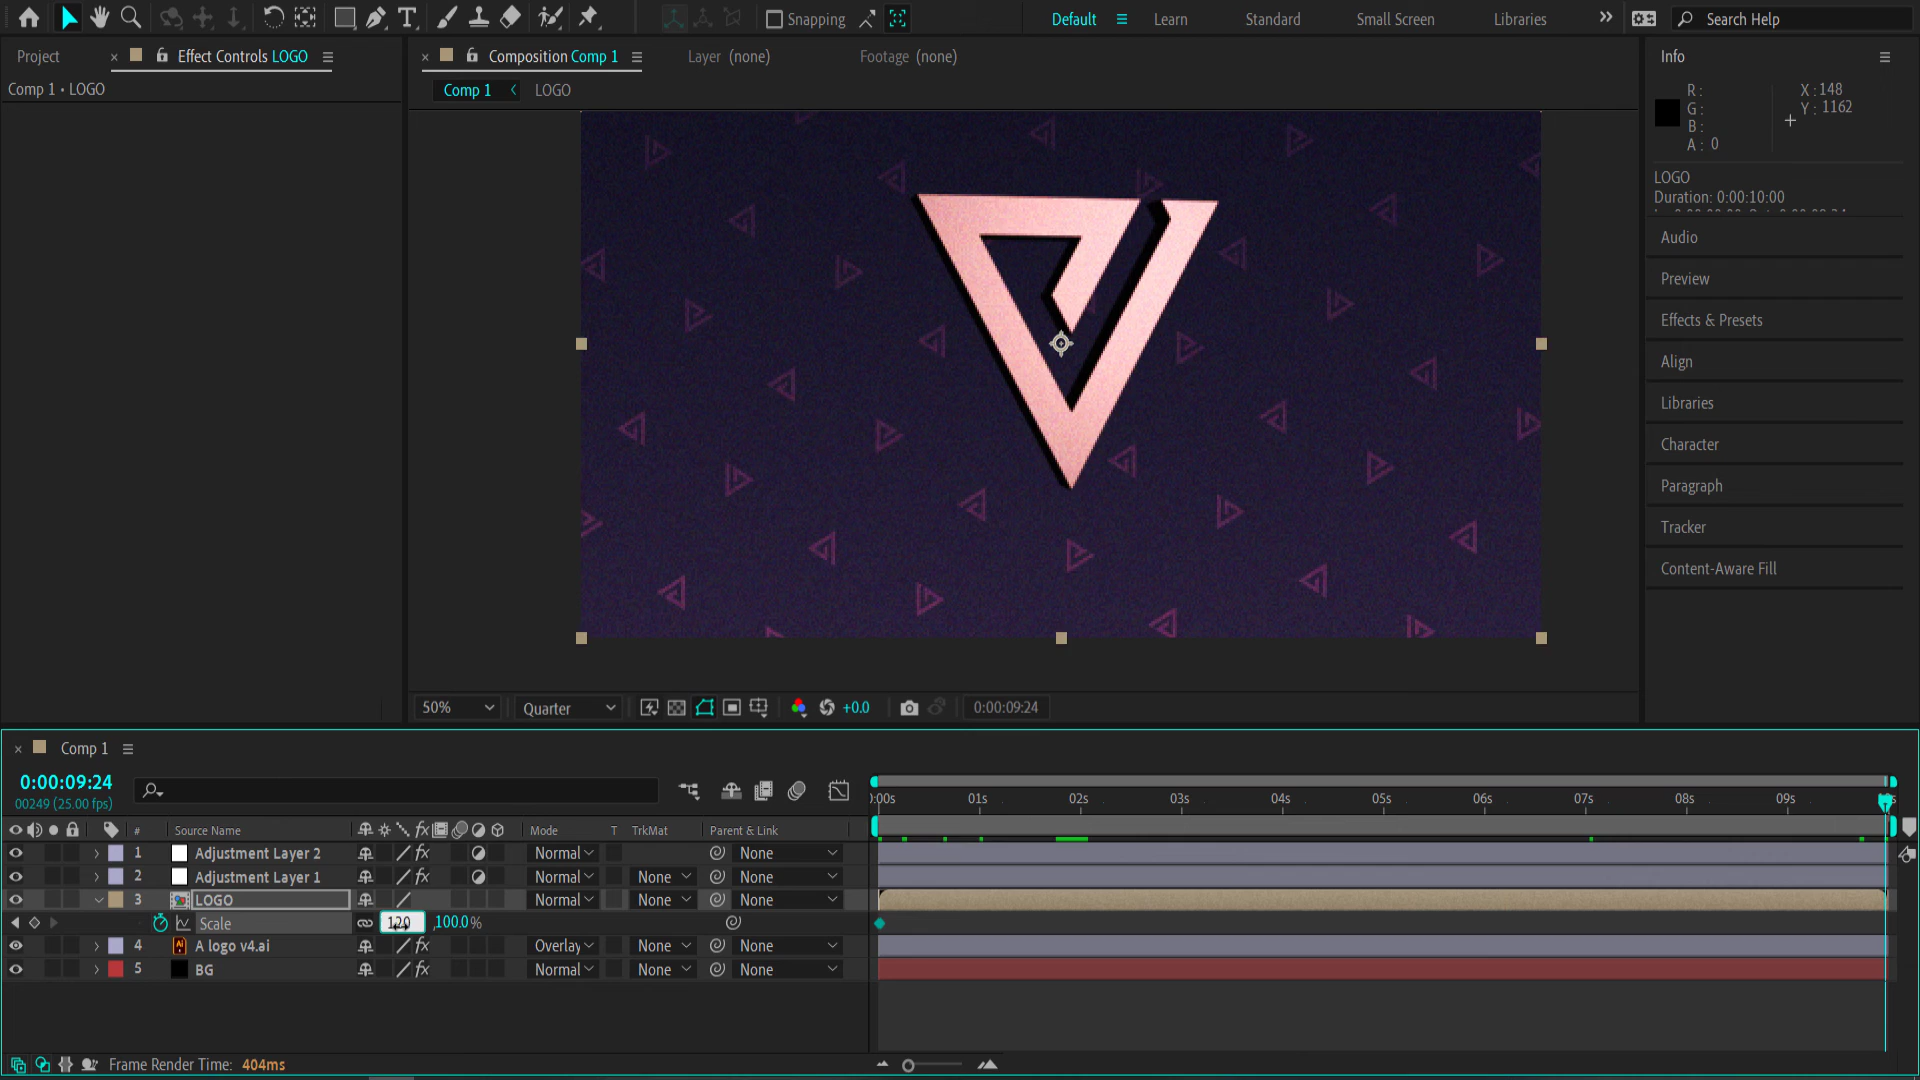 Snapping
Default
Learn
Standard
Small Screen
Libraries
Search Help
Project
Effect Controls LOGO
Composition Comp 1
Layer (none)
Footage (none)
Info
Comp 1 • LOGO
Comp 1
LOGO
R :
G :
B :
A : 0
X : 148
Y : 1162
LOGO
Duration: 0:00:10:00
Audio
Preview
Effects & Presets
Align
Libraries
Character
Paragraph
Tracker
Content-Aware Fill
50%
Quarter
+0.0
0:00:09:24
Comp 1
0:00:09:24
00249 (25.00 fps)
:00s 01s 02s 03s 04s 05s 06s 07s 08s 09s
# Source Name Mode T TrkMat Parent & Link
1 Adjustment Layer 2 Normal None
2 Adjustment Layer 1 Normal None None
3 LOGO Normal None None
Scale 120 ,100.0 %
4 A logo v4.ai Overlay None None
5 BG Normal None None
Frame Render Time: 404ms